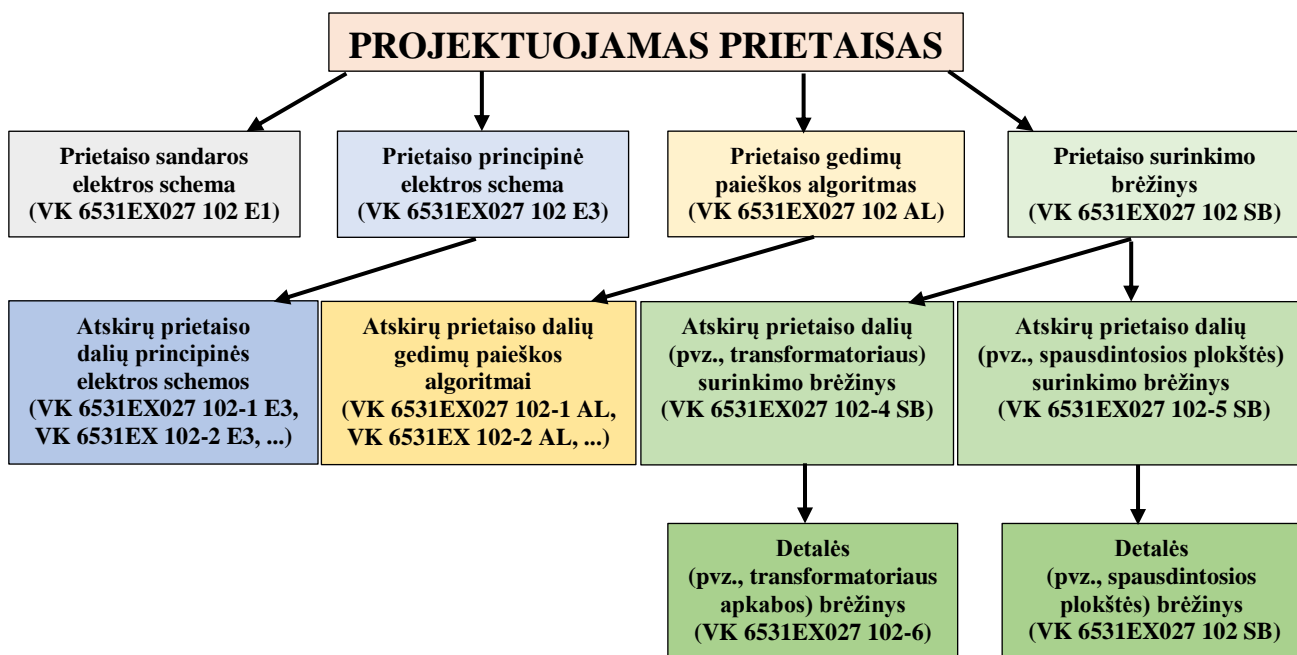 PROJEKTUOJAMAS PRIETAISAS
Prietaiso sandaros
elektros schema
(VK 6531EX027 102 E1)
Prietaiso principinė
elektros schema
(VK 6531EX027 102 E3)
Prietaiso gedimų
paieškos algoritmas
(VK 6531EX027 102 AL)
Prietaiso surinkimo
brėžinys
(VK 6531EX027 102 SB)
Atskirų prietaiso
dalių principinės
elektros schemos
(VK 6531EX027 102-1 E3,
VK 6531EX 102-2 E3, ...)
Atskirų prietaiso dalių
gedimų paieškos
algoritmai
(VK 6531EX027 102-1 AL,
VK 6531EX 102-2 AL, ...)
Atskirų prietaiso dalių
(pvz., transformatoriaus)
surinkimo brėžinys
(VK 6531EX027 102-4 SB)
Atskirų prietaiso dalių
(pvz., spausdintosios plokštės)
surinkimo brėžinys
(VK 6531EX027 102-5 SB)
Detalės
(pvz., transformatoriaus
apkabos) brėžinys
(VK 6531EX027 102-6)
Detalės
(pvz., spausdintosios
plokštės) brėžinys
(VK 6531EX027 102 SB)